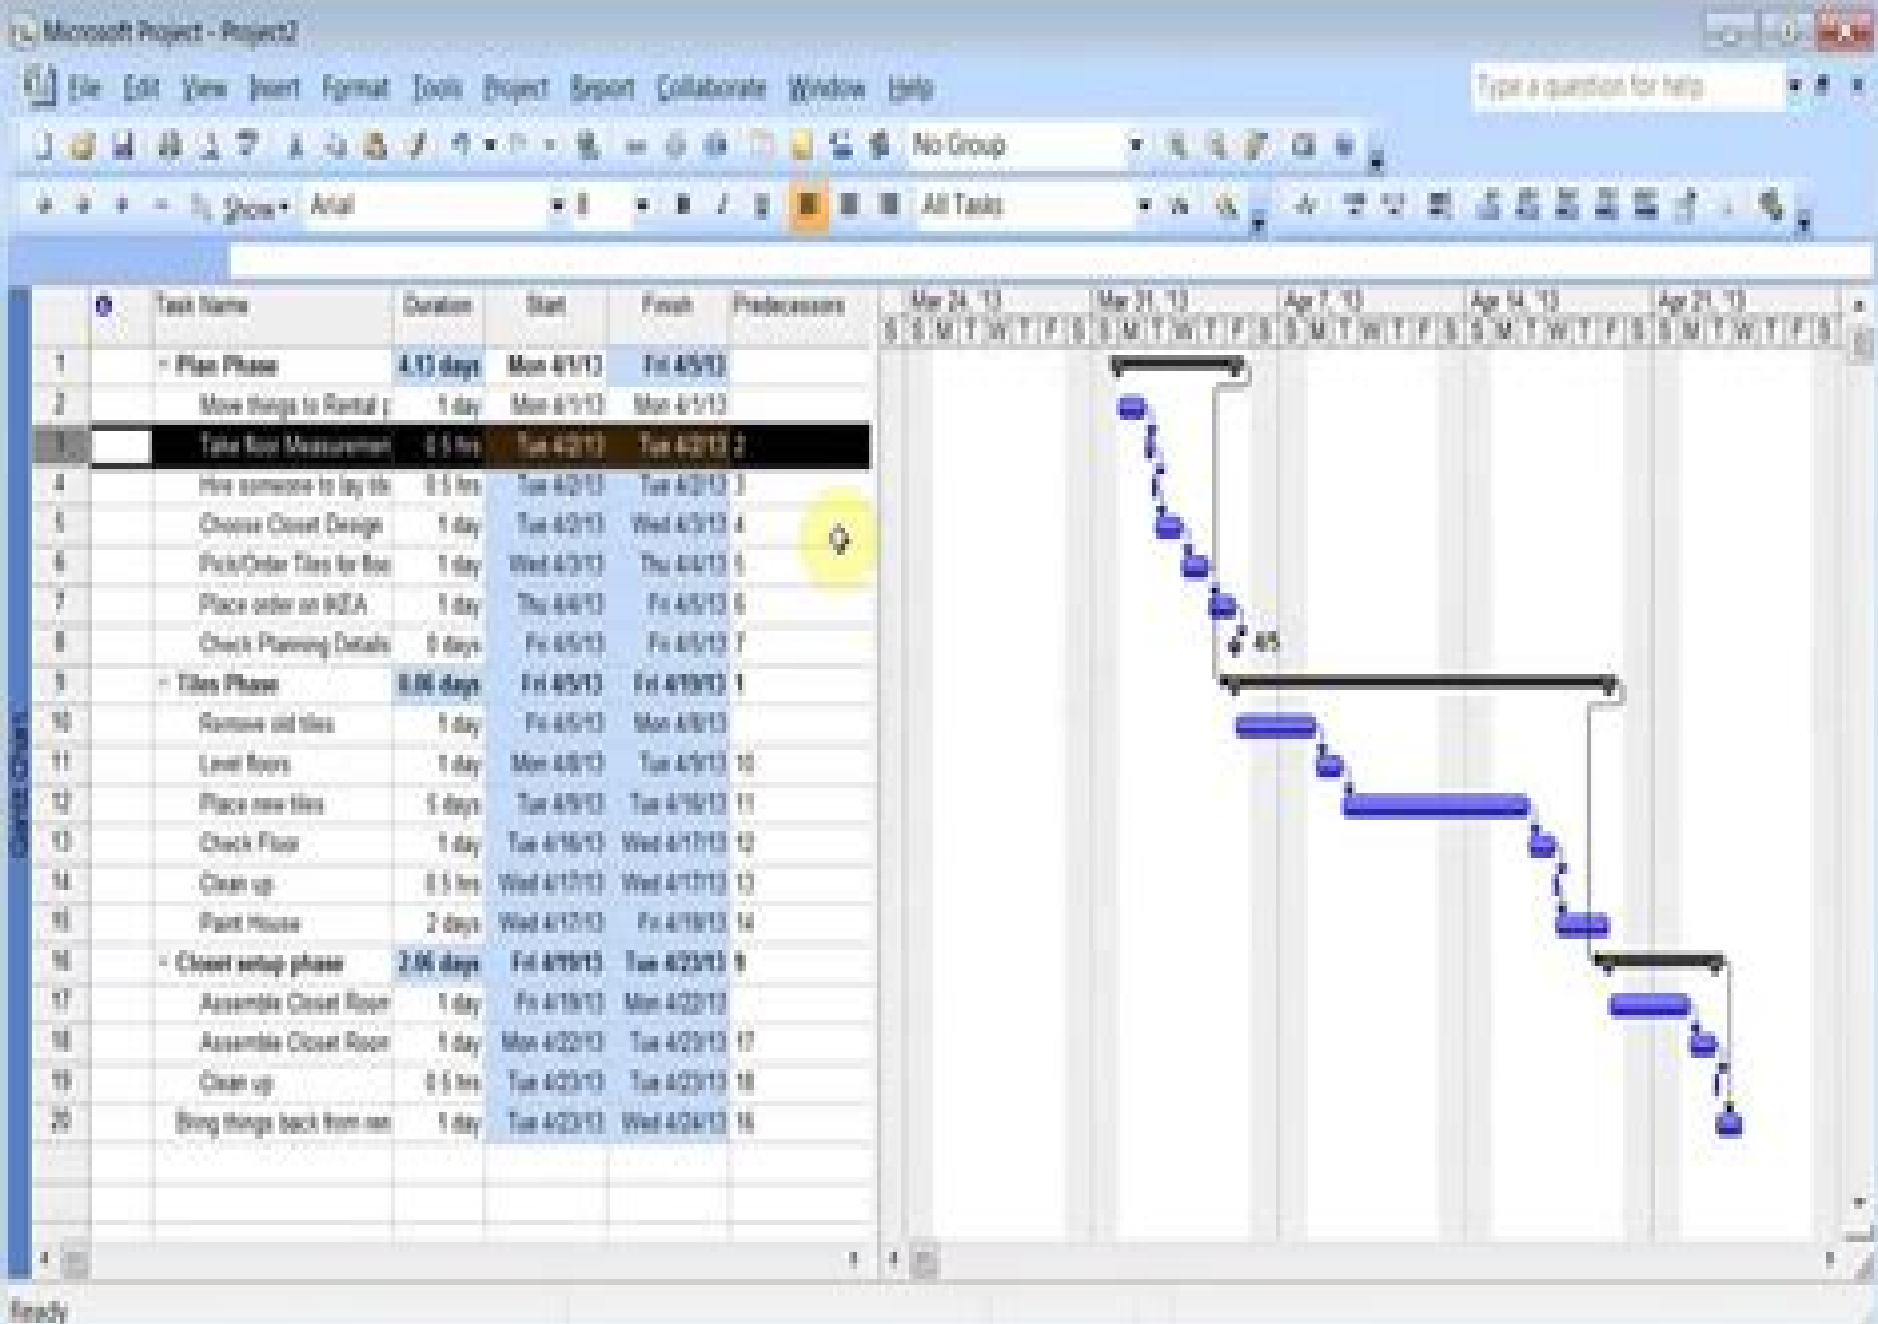 Microsoft Project - Project2
File Edit View Insert Format Tools Project Report Collaborate Window Help Type a question for help
No Group
Show Arial 8 B I U All Tasks
Task Name Duration Start Finish Predecessors Mar 24, '13 Mar 31, '13 Apr 7, '13 Apr 14, '13 Apr 21, '13
S S M T W T F S S M T W T F S S M T W T F S S M T W T F S S M T W T F S
1 - Plan Phase 4.13 days Mon 4/1/13 Fri 4/5/13
2 Move things to Rental 1 day Mon 4/1/13 Mon 4/1/13
3 Take floor Measuremen 0.5 hrs Tue 4/2/13 Tue 4/2/13 2
4 Hire someone to lay 0.5 hrs Tue 4/2/13 Tue 4/2/13 3
5 Choose Closet Design 1 day Tue 4/2/13 Wed 4/3/13 4
6 Pick/Order Tiles for floo 1 day Wed 4/3/13 Thu 4/4/13 5
7 Place order on IKEA 1 day Thu 4/4/13 Fri 4/5/13 6
8 Check Planning Details 0 days Fri 4/5/13 Fri 4/5/13 7 4/5
9 - Tiles Phase Fri 4/5/13 Fri 4/19/13 1
10 Remove old tiles 1 day Fri 4/5/13 Mon 4/8/13
11 Level floors 1 day Mon 4/8/13 Tue 4/9/13 10
12 Place new tiles 5 days Tue 4/9/13 Tue 4/16/13 11
13 Check Floor 1 day Tue 4/16/13 Wed 4/17/13 12
14 Clean up 0.5 hrs Wed 4/17/13 Wed 4/17/13 13
15 Paint House 2 days Wed 4/17/13 Fri 4/19/13 14
16 - Closet setup phase 2.06 days Fri 4/19/13 Tue 4/23/13 9
17 Assemble Closet Room 1 day Fri 4/19/13 Mon 4/22/13
18 Assemble Closet Room 1 day Mon 4/22/13 Tue 4/23/13 17
19 Clean up 0.5 hrs Tue 4/23/13 Tue 4/23/13 18
20 Bring things back from ren 1 day Tue 4/23/13 Wed 4/24/13 16
Gantt Chart
Ready